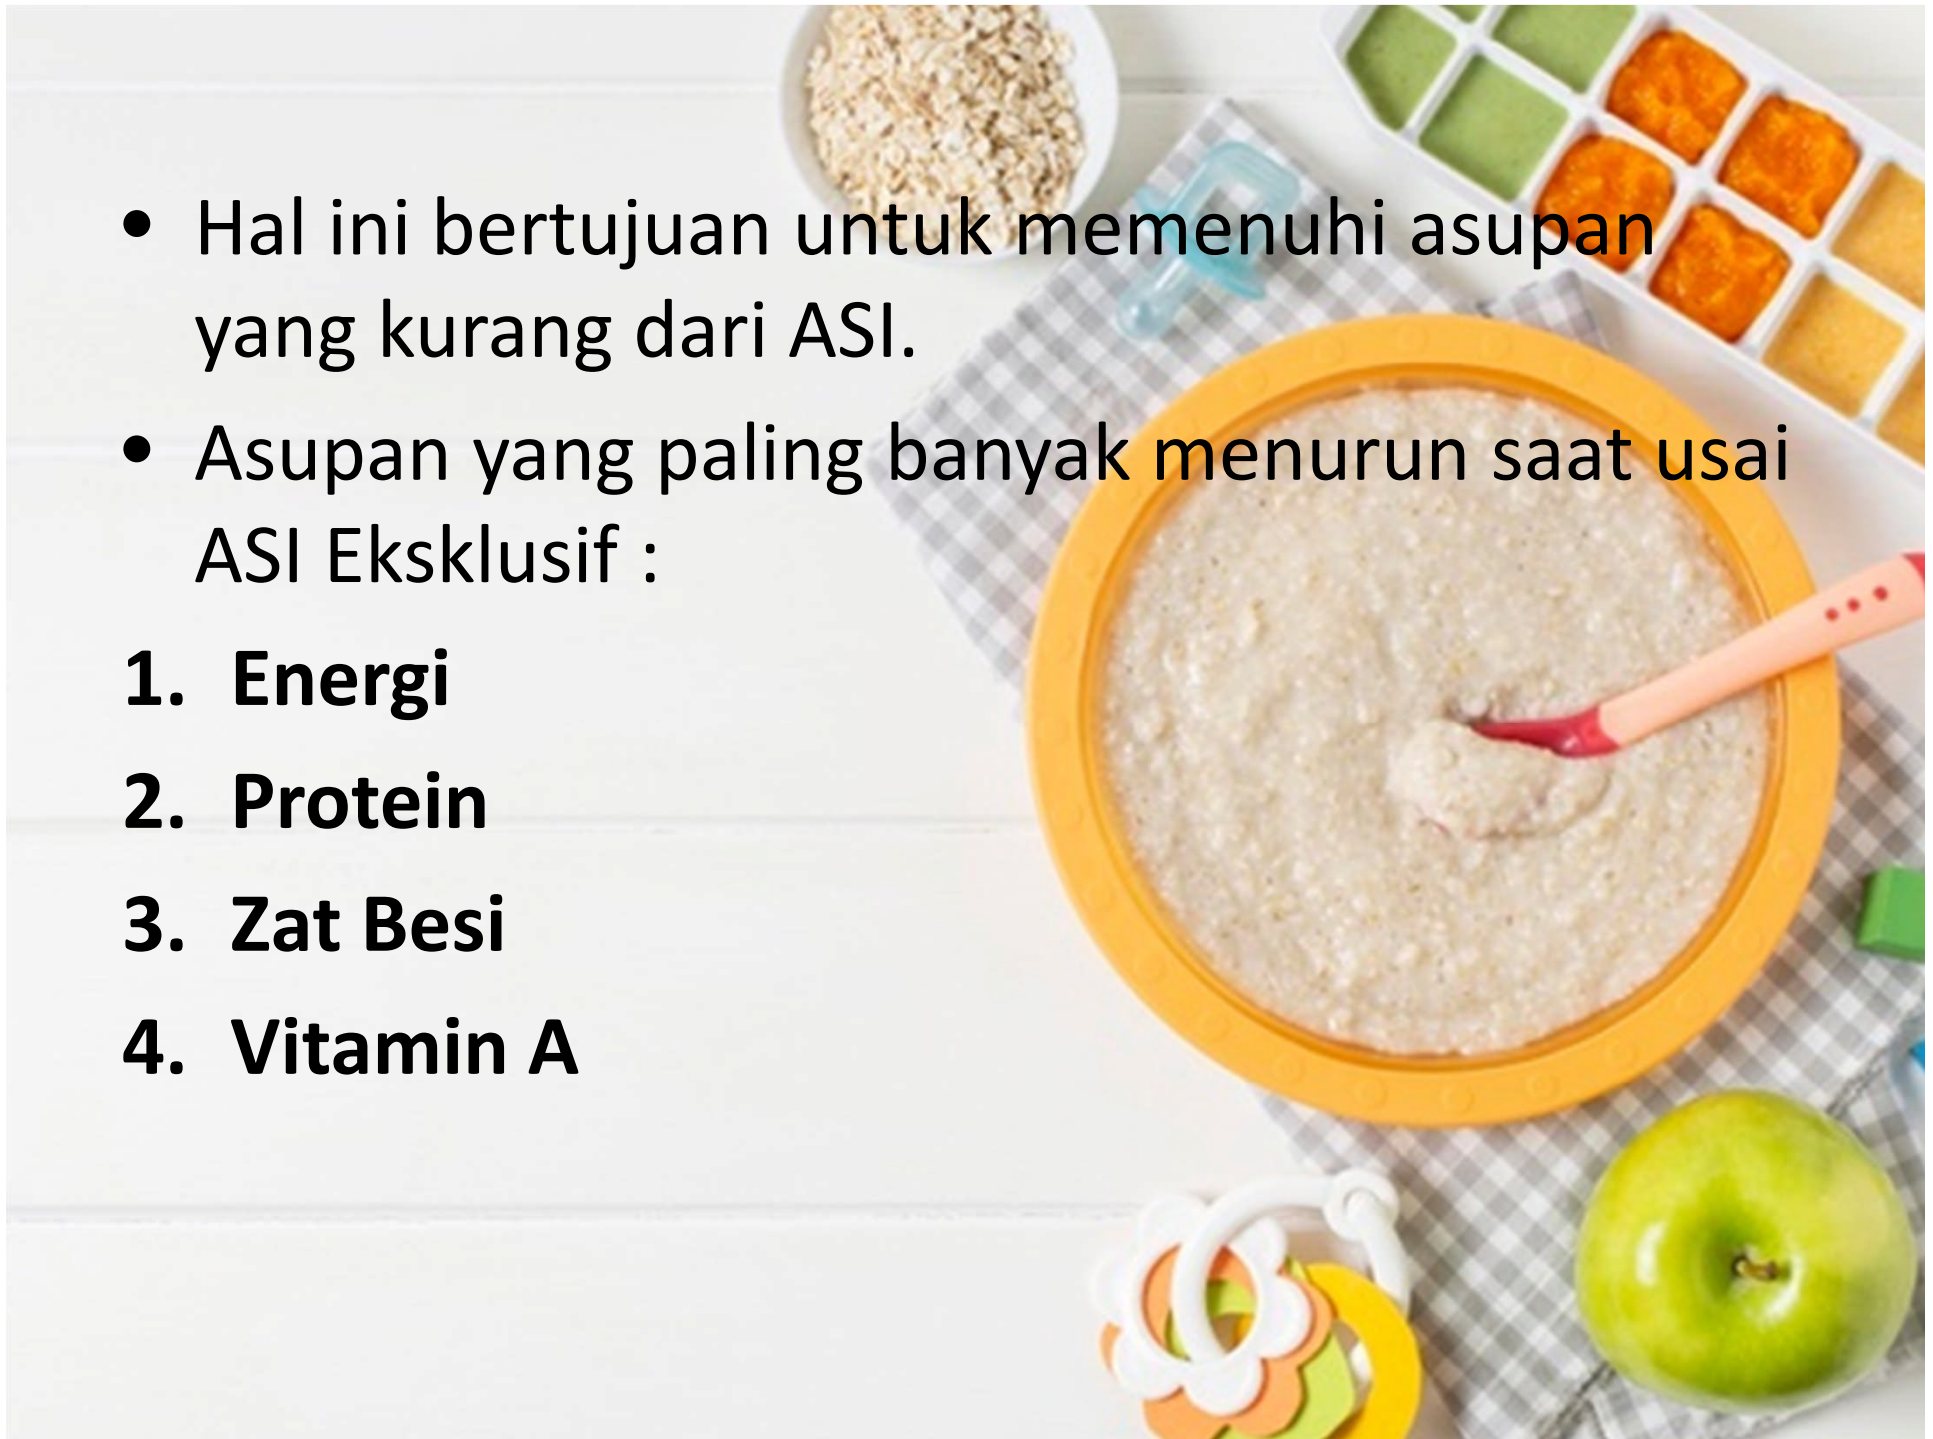 • Hal ini bertujuan untuk memenuhi asupan
yang kurang dari ASI.
• Asupan yang paling banyak menurun saat usai
ASI Eksklusif :
1. Energi
2. Protein
3. Zat Besi
4. Vitamin A